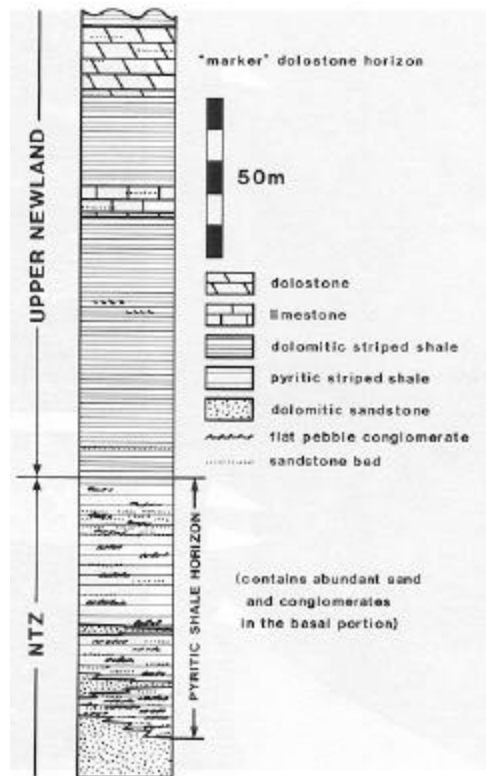 "marker" dolostone horizon
50m
dolostone
limestone
dolomitic striped shale
pyritic striped shale
dolomitic sandstone
flat pebble conglomerate
sandstone bed
UPPER NEWLAND
NTZ
PYRITIC SHALE HORIZON
(contains abundant sand
and conglomerates
in the basal portion)